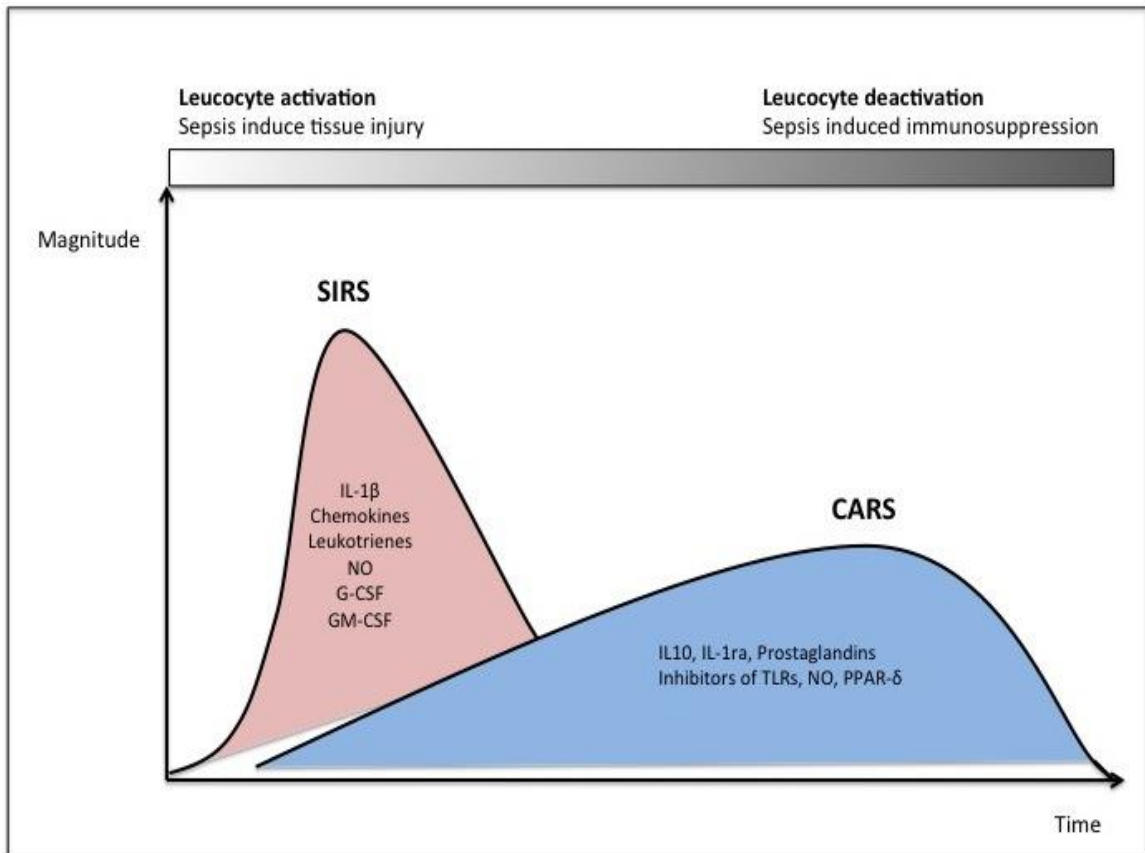 Leucocyte activation
Sepsis induce tissue injury
Leucocyte deactivation
Sepsis induced immunosuppression
Magnitude
SIRS
IL-1β
Chemokines
Leukotrienes
NO
G-CSF
GM-CSF
CARS
IL10, IL-1ra, Prostaglandins
Inhibitors of TLRs, NO, PPAR-δ
Time